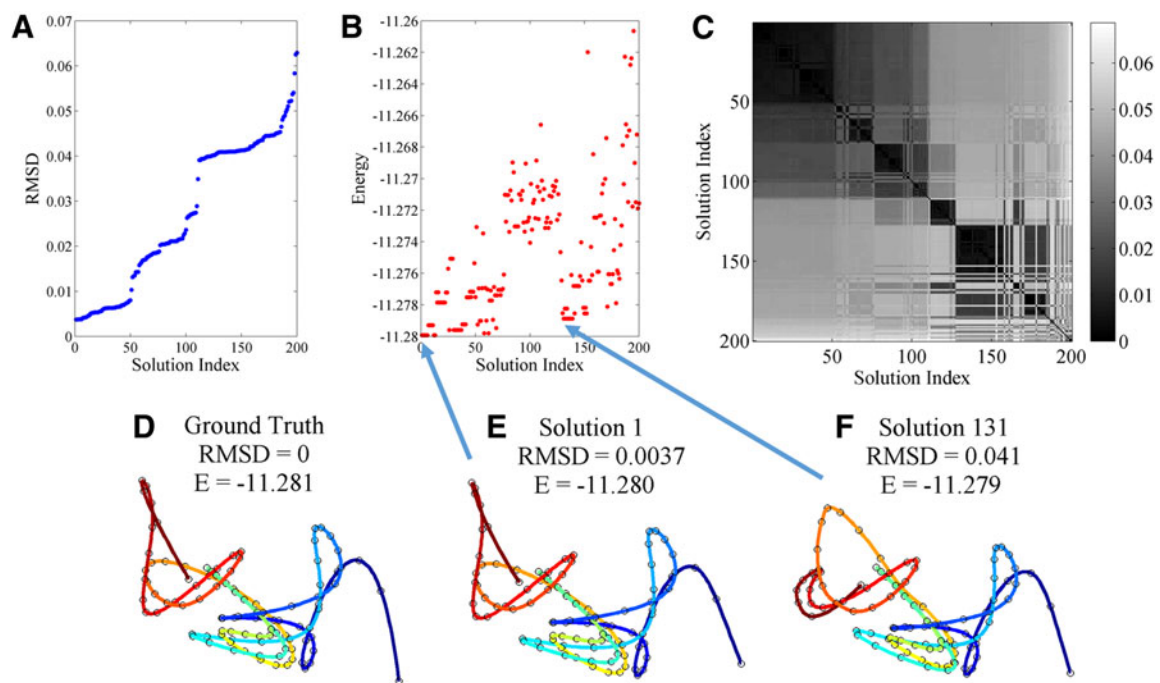 A
RMSD
0.07
0.06
0.05
0.04
0.03
0.02
0.01
0
0
50
100
150
200
Solution Index
B
Energy
-11.26
-11.262
-11.264
-11.266
-11.268
-11.27
-11.272
-11.274
-11.276
-11.278
-11.28
0
50
100
150
200
Solution Index
C
Solution Index
50
100
150
200
50
100
150
200
Solution Index
0.06
0.05
0.04
0.03
0.02
0.01
0
D
Ground Truth
RMSD = 0
E = -11.281
E
Solution 1
RMSD = 0.0037
E = -11.280
F
Solution 131
RMSD = 0.041
E = -11.279